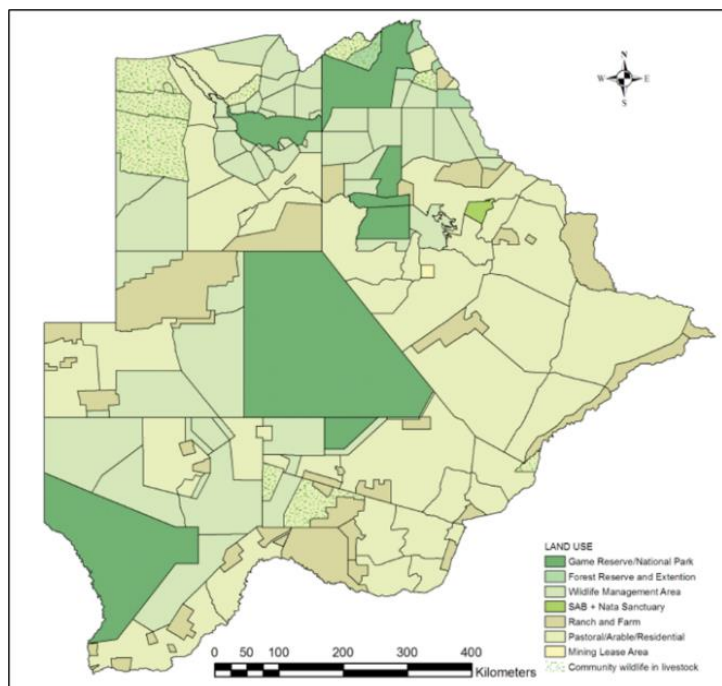 N
W E
S
LAND USE
Game Reserve/National Park
Forest Reserve and Extention
Wildlife Management Area
SAB + Nata Sanctuary
Ranch and Farm
Pastoral/Arable/Residential
Mining Lease Area
Community wildlife in livestock
0 50 100 200 300 400
Kilometers